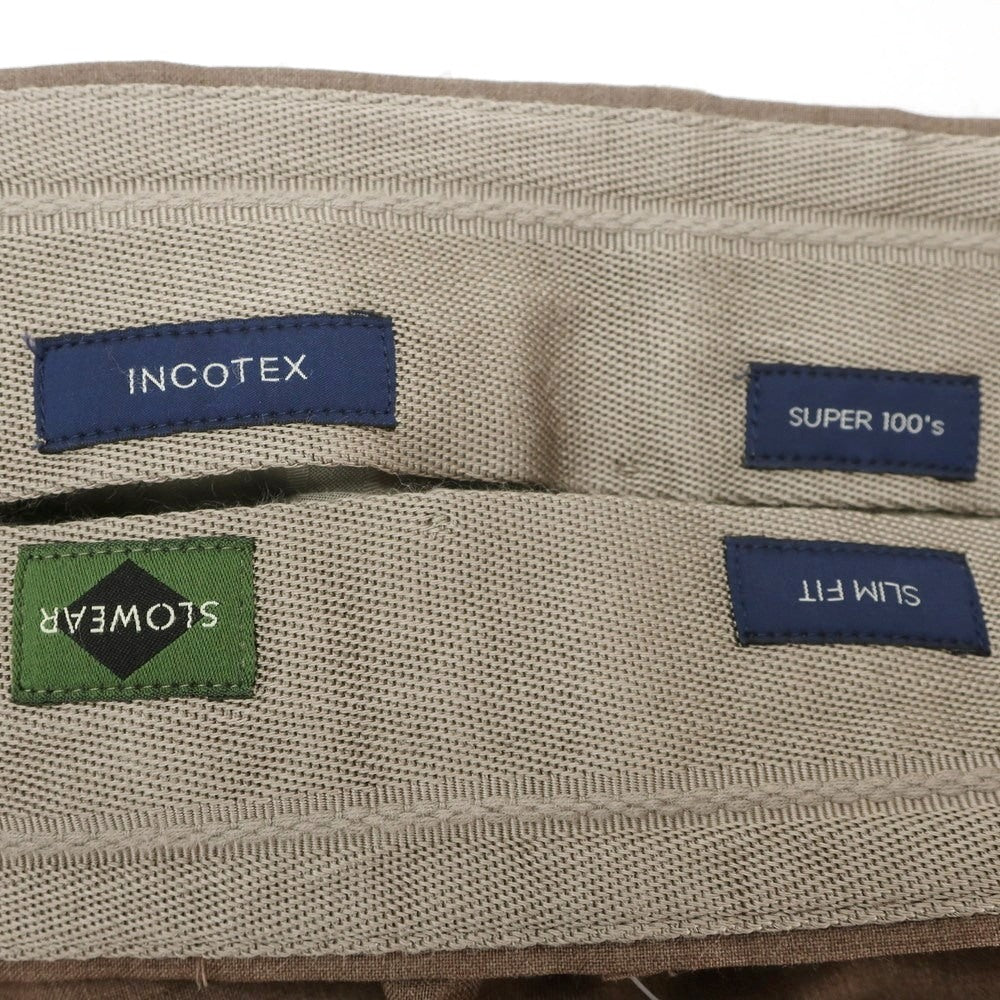 INCOTEX
SUPER 100's
SLOWEAR
SLIM FIT